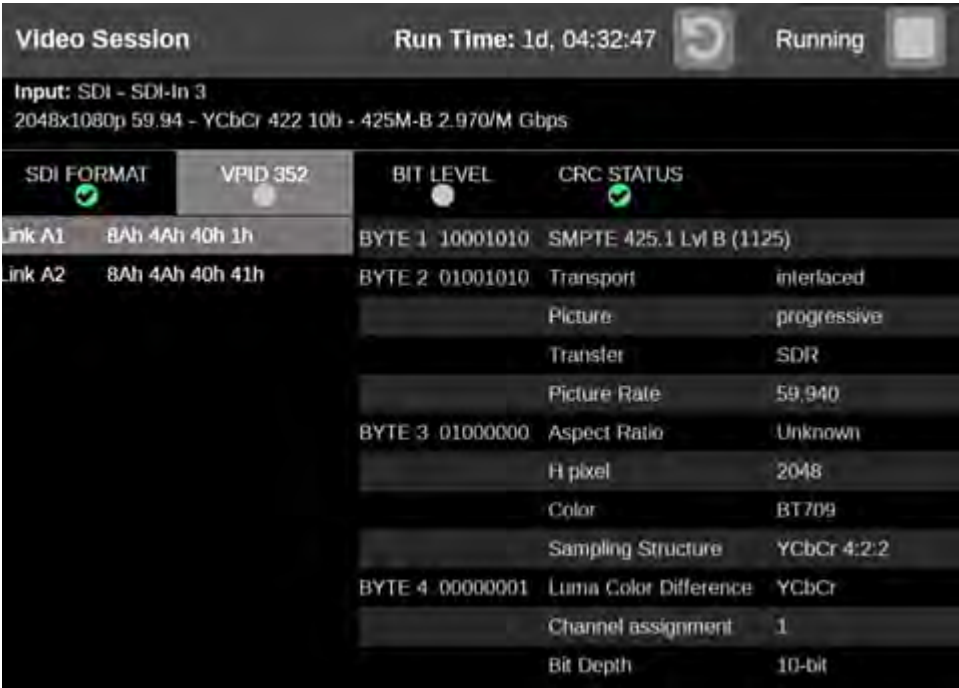 Video Session Run Time: 1d, 04:32:47 Running
Input: SDI - SDI-In 3
2048x1080p 59.94 - YCbCr 422 10b - 425M-B 2.970/M Gbps
SDI FORMAT VPID 352 BIT LEVEL CRC STATUS
Link A1 8Ah 4Ah 40h 1h
Link A2 8Ah 4Ah 40h 41h
BYTE 1 10001010 SMPTE 425.1 Lvl B (1125)
BYTE 2 01001010 Transport interlaced
Picture progressive
Transfer SDR
Picture Rate 59.940
BYTE 3 01000000 Aspect Ratio Unknown
H pixel 2048
Color BT709
Sampling Structure YCbCr 4:2:2
BYTE 4 00000001 Luma Color Difference YCbCr
Channel assignment 1
Bit Depth 10-bit